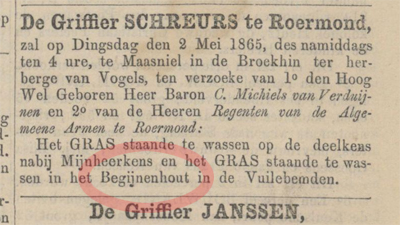 De Griffier SCHREURS te Roermond,
zal op Dingsdag den 2 Mei 1865, des namiddags
ten 4 ure, te Maasniel in de Broekhin ter her-
berge van Vogels, ten verzoeke van 1° den Hoog
Wel Geboren Heer Baron C. Michiels van Verduij-
nen en 2° van de Heeren Regenten van de Alge-
meene Armen te Roermond:
Het GRAS staande te wassen op de deelkens
nabij Mijnheerkens en het GRAS staande te was-
sen in het Begijnenhout in de Vuilebemden.
De Griffier JANSSEN,